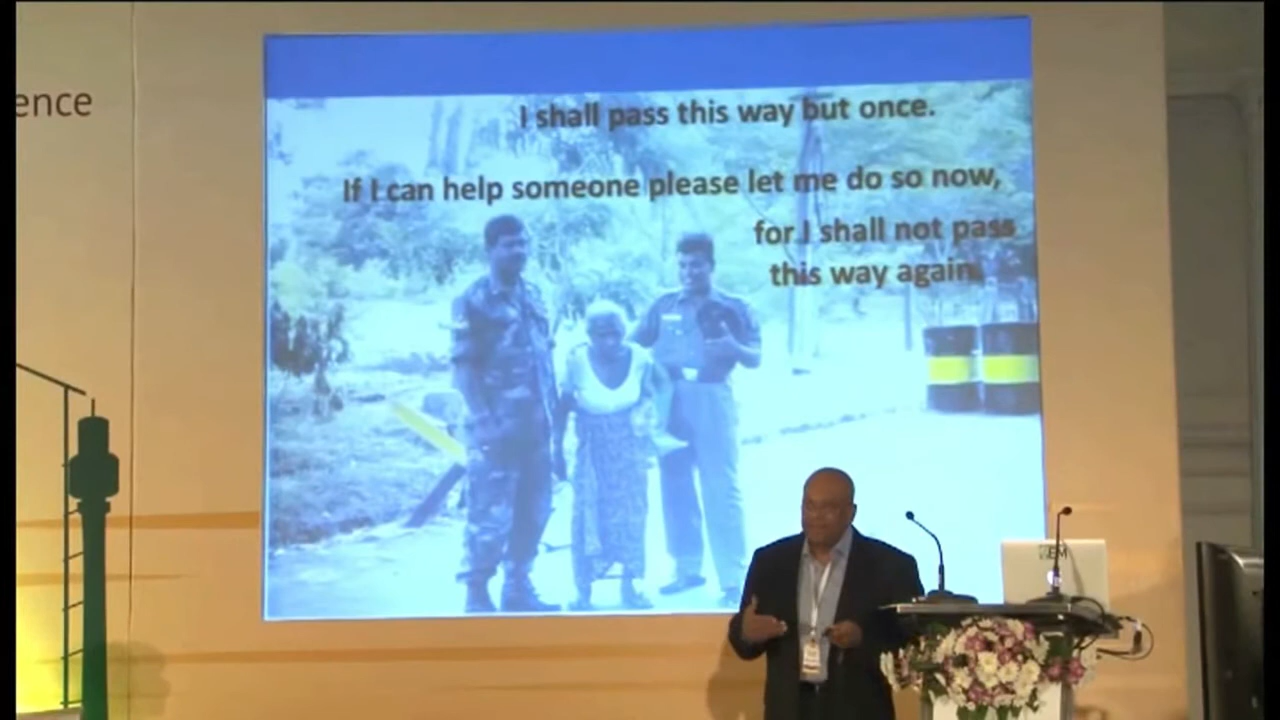 ence
I shall pass this way but once.
If I can help someone please let me do so now,
for I shall not pass
this way again.